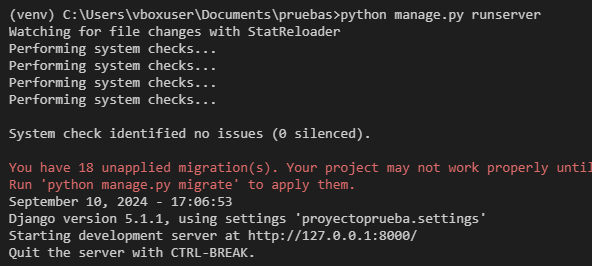 (venv) C:\Users\vboxuser\Documents\pruebas>python manage.py runserver
Watching for file changes with StatReloader
Performing system checks...
Performing system checks...
Performing system checks...
Performing system checks...
System check identified no issues (0 silenced).
You have 18 unapplied migration(s). Your project may not work properly until
Run 'python manage.py migrate' to apply them.
September 10, 2024 - 17:06:53
Django version 5.1.1, using settings 'proyectoprueba.settings'
Starting development server at http://127.0.0.1:8000/
Quit the server with CTRL-BREAK.